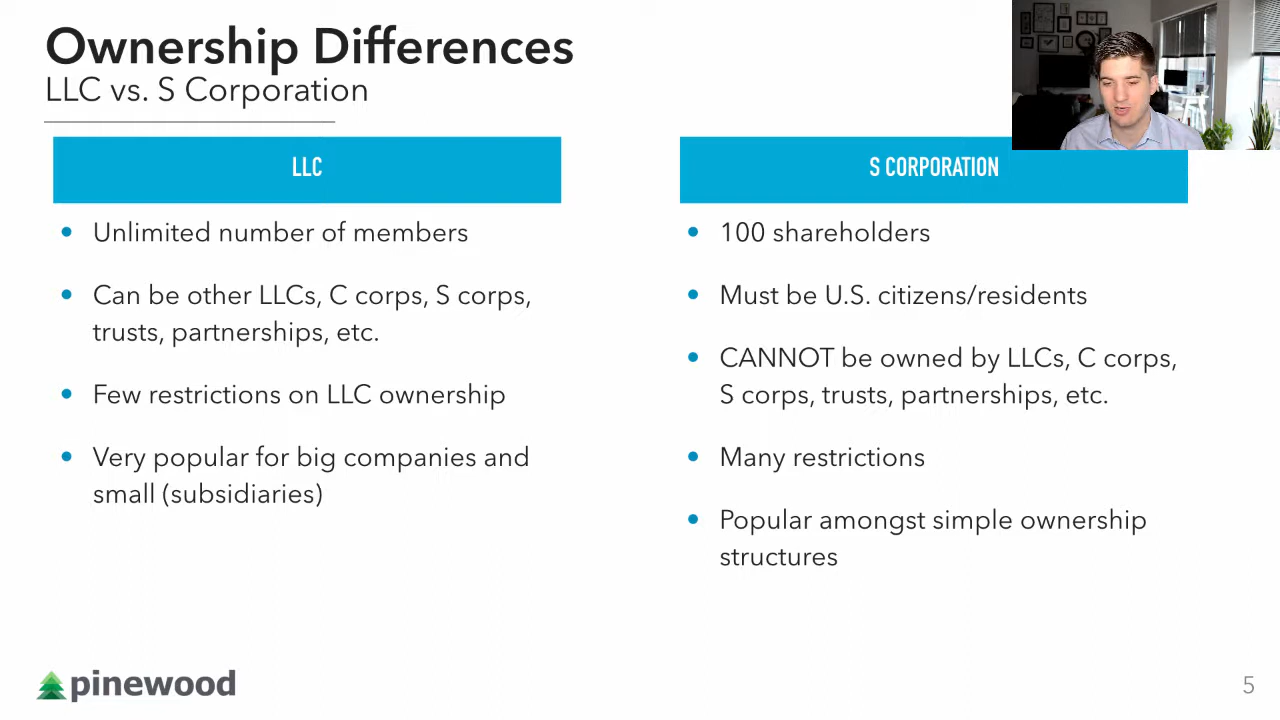 Ownership Differences
LLC vs. S Corporation
LLC
• Unlimited number of members
• Can be other LLCs, C corps, S corps,
trusts, partnerships, etc.
• Few restrictions on LLC ownership
• Very popular for big companies and
small (subsidiaries)
S CORPORATION
• 100 shareholders
• Must be U.S. citizens/residents
• CANNOT be owned by LLCs, C corps,
S corps, trusts, partnerships, etc.
• Many restrictions
• Popular amongst simple ownership
structures
pinewood
5